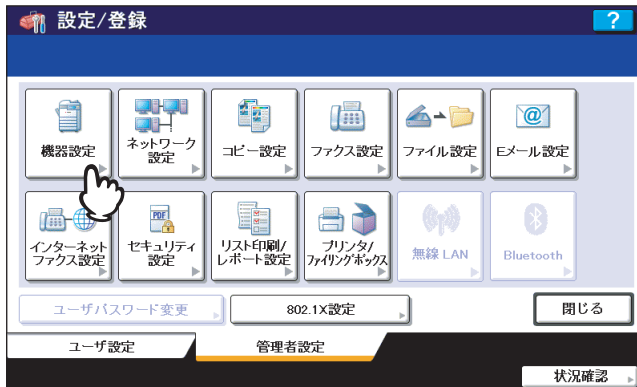 設定/登録
?
機器設定
ネットワーク
設定
コピー設定
ファクス設定
ファイル設定
Eメール設定
インターネット
ファクス設定
PDF
セキュリティ
設定
リスト印刷/
レポート設定
プリンタ/
ファイリングボックス
無線 LAN
Bluetooth
ユーザパスワード変更
802.1X設定
閉じる
ユーザ設定
管理者設定
状況確認